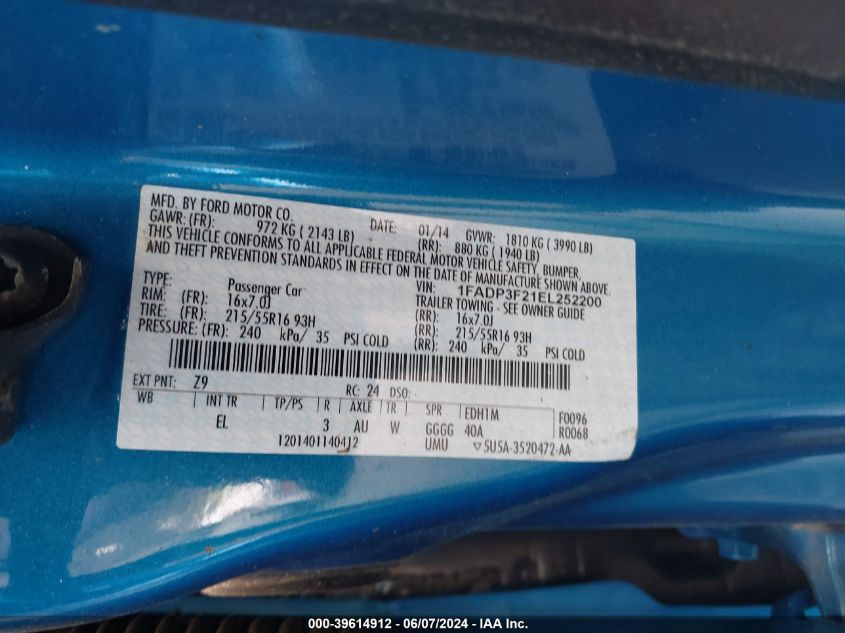 MFD. BY FORD MOTOR CO. DATE: 01/14 GVWR: 1810 KG ( 3990 LB)
GAWR: (FR): 972 KG ( 2143 LB) (RR): 880 KG ( 1940 LB)
THIS VEHICLE CONFORMS TO ALL APPLICABLE FEDERAL MOTOR VEHICLE SAFETY, BUMPER,
AND THEFT PREVENTION STANDARDS IN EFFECT ON THE DATE OF MANUFACTURE SHOWN ABOVE.
VIN: 1FADP3F21EL252200
TYPE: Passenger Car TRAILER TOWING - SEE OWNER GUIDE
RIM: (FR): 16x7.0J (RR): 16x7.0J
TIRE: (FR): 215/55R16 93H (RR): 215/55R16 93H
PRESSURE: (FR): 240 kPa/ 35 PSI COLD (RR): 240 kPa/ 35 PSI COLD
EXT PNT: Z9 RC: 24 DSO:
WB INT TR TP/PS R AXLE TR SPR EDH1M F0096
EL 3 AU W GGGG 40A R0068
12014011404J2 UMU ▽5U5A-3520472-AA
000-39614912 - 06/07/2024 - IAA Inc.